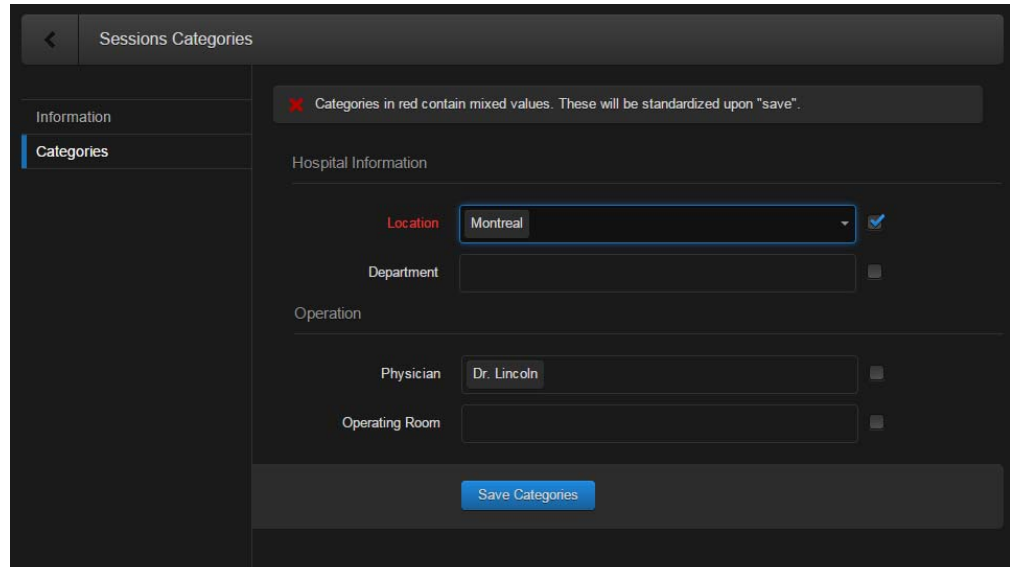 Sessions Categories
Information
Categories
Categories in red contain mixed values. These will be standardized upon "save".
Hospital Information
Location Montreal
Department
Operation
Physician Dr. Lincoln
Operating Room
Save Categories